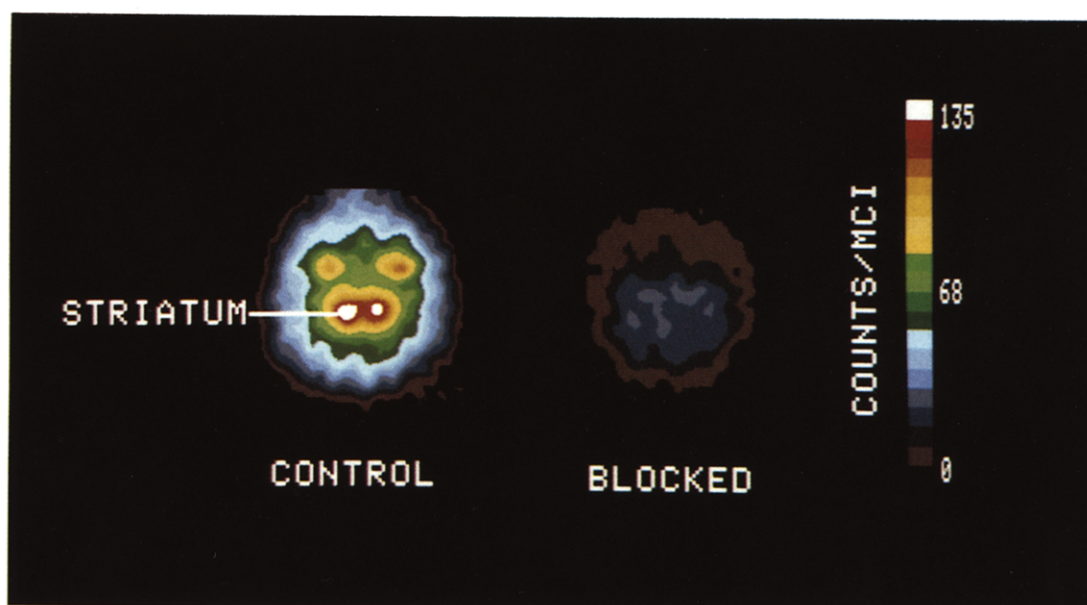 STRIATUM
CONTROL
BLOCKED
COUNTS/MCI
135
68
0